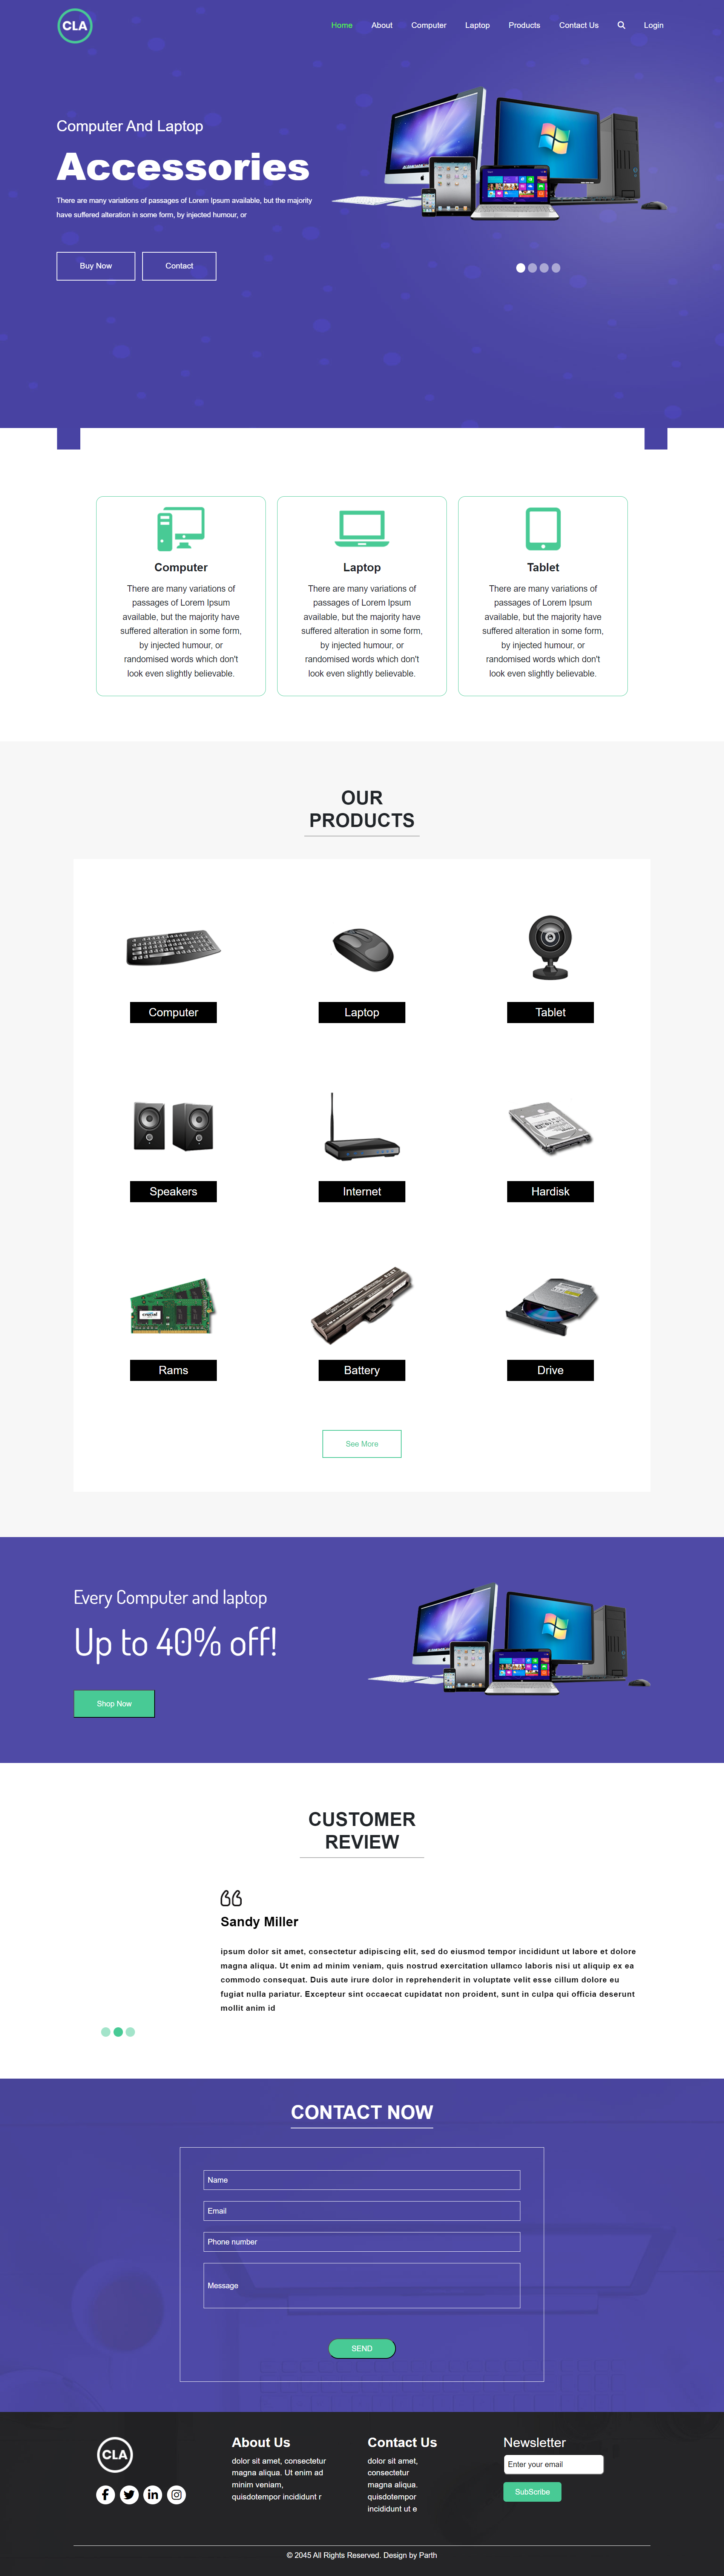 CLA
Home About Computer Laptop Products Contact Us Login
Computer And Laptop
Accessories
There are many variations of passages of Lorem Ipsum available, but the majority
have suffered alteration in some form, by injected humour, or
Buy Now Contact
Computer
There are many variations of
passages of Lorem Ipsum
available, but the majority have
suffered alteration in some form,
by injected humour, or
randomised words which don't
look even slightly believable.
Laptop
There are many variations of
passages of Lorem Ipsum
available, but the majority have
suffered alteration in some form,
by injected humour, or
randomised words which don't
look even slightly believable.
Tablet
There are many variations of
passages of Lorem Ipsum
available, but the majority have
suffered alteration in some form,
by injected humour, or
randomised words which don't
look even slightly believable.
OUR
PRODUCTS
Computer Laptop Tablet
Speakers Internet Hardisk
crucial
Rams Battery Drive
See More
Every Computer and laptop
Up to 40% off!
Shop Now
CUSTOMER
REVIEW
Sandy Miller
ipsum dolor sit amet, consectetur adipiscing elit, sed do eiusmod tempor incididunt ut labore et dolore
magna aliqua. Ut enim ad minim veniam, quis nostrud exercitation ullamco laboris nisi ut aliquip ex ea
commodo consequat. Duis aute irure dolor in reprehenderit in voluptate velit esse cillum dolore eu
fugiat nulla pariatur. Excepteur sint occaecat cupidatat non proident, sunt in culpa qui officia deserunt
mollit anim id
CONTACT NOW
Name
Email
Phone number
Message
SEND
CLA
About Us
dolor sit amet, consectetur
magna aliqua. Ut enim ad
minim veniam,
quisdotempor incididunt r
Contact Us
dolor sit amet,
consectetur
magna aliqua.
quisdotempor
incididunt ut e
Newsletter
Enter your email
SubScribe
© 2045 All Rights Reserved. Design by Parth